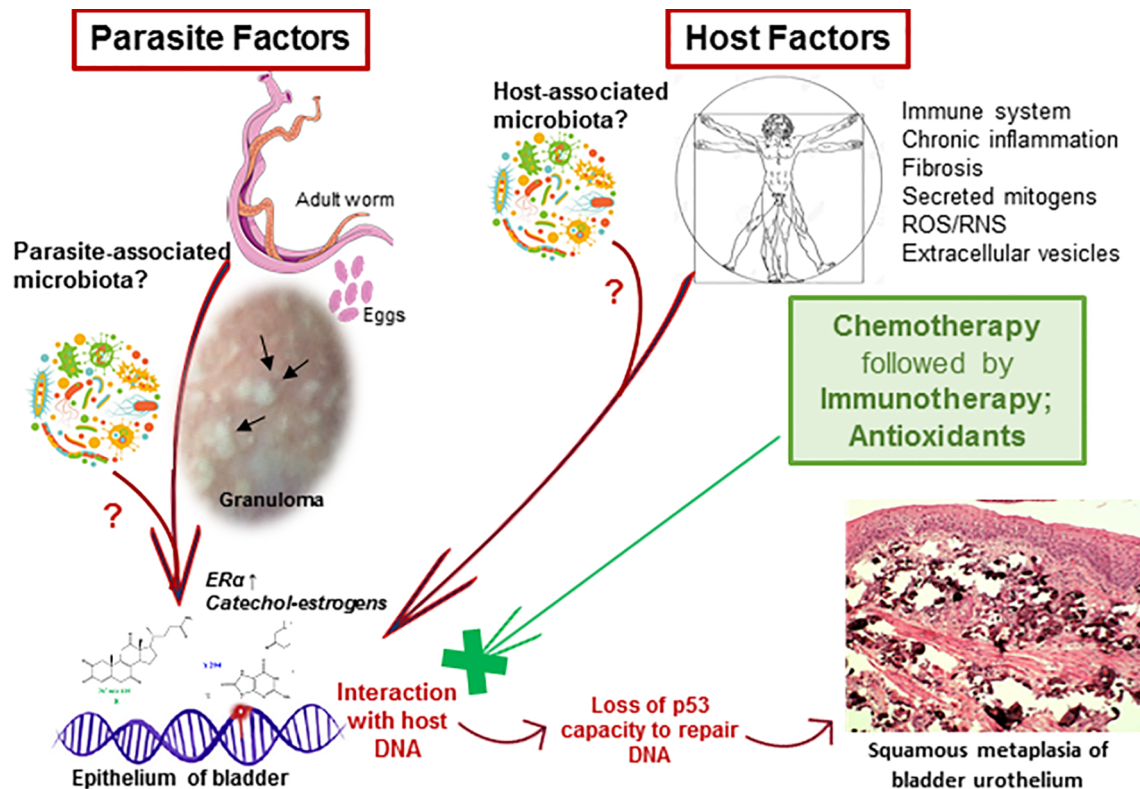 Parasite Factors
Host Factors
Host-associated
microbiota?
Immune system
Chronic inflammation
Fibrosis
Secreted mitogens
ROS/RNS
Extracellular vesicles
Adult worm
Parasite-associated
microbiota?
Eggs
?
Chemotherapy
followed by
Immunotherapy;
Antioxidants
Granuloma
?
ERα↑
Catechol-estrogens
Interaction
with host
DNA
Loss of p53
capacity to repair
DNA
Epithelium of bladder
Squamous metaplasia of
bladder urothelium